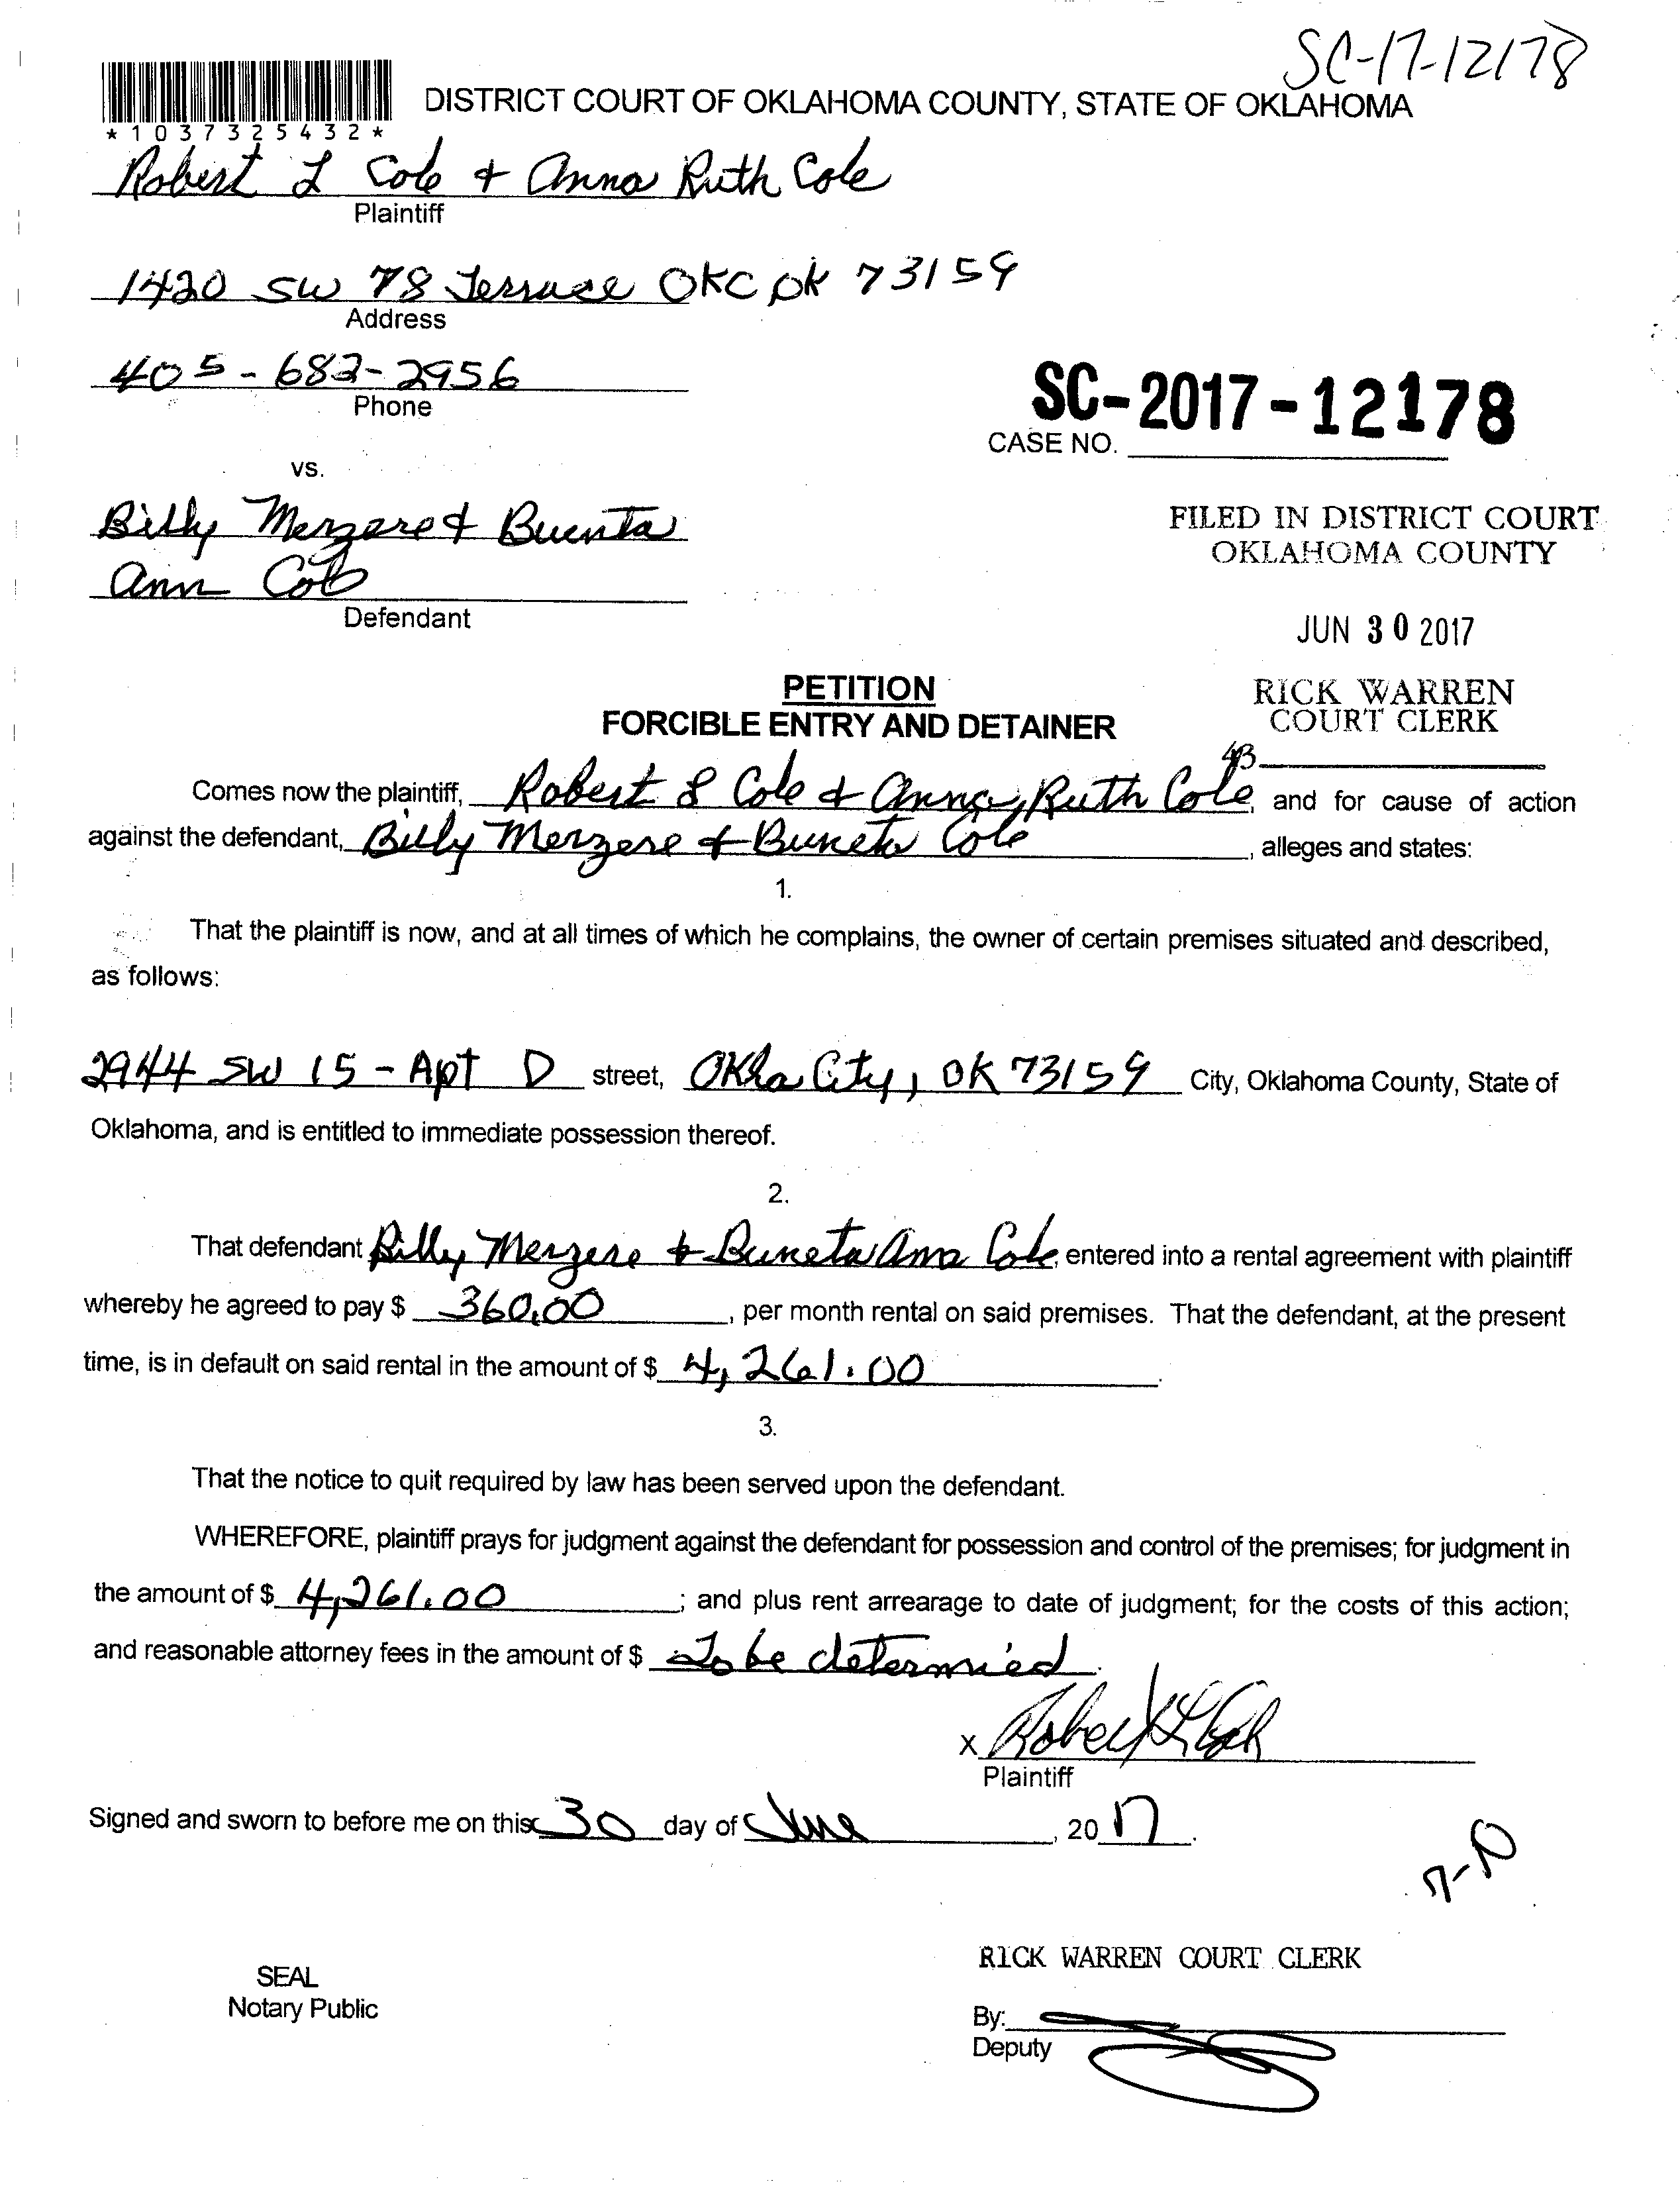 SC-17-12178
DISTRICT COURT OF OKLAHOMA COUNTY, STATE OF OKLAHOMA
*1037325432*
Robert L Cole + Anna Ruth Cole
Plaintiff
1420 SW 78 Terrace OKC OK 73159
Address
405-682-2956
Phone
SC-2017-12178
CASE NO.
vs.
Billy Merzere + Buenta
Ann Cole
Defendant
FILED IN DISTRICT COURT
OKLAHOMA COUNTY
JUN 30 2017
RICK WARREN
COURT CLERK
43
PETITION
FORCIBLE ENTRY AND DETAINER
Comes now the plaintiff, Robert L Cole + Anna Ruth Cole, and for cause of action
against the defendant, Billy Merzere + Buneta Cole, alleges and states:
1.
That the plaintiff is now, and at all times of which he complains, the owner of certain premises situated and described,
as follows:
2944 SW 15 - Apt D street, Okla City, OK 73159 City, Oklahoma County, State of
Oklahoma, and is entitled to immediate possession thereof.
2.
That defendant Billy Merzere + Buneta Ann Cole, entered into a rental agreement with plaintiff
whereby he agreed to pay $ 360.00, per month rental on said premises. That the defendant, at the present
time, is in default on said rental in the amount of $ 4,261.00.
3.
That the notice to quit required by law has been served upon the defendant.
WHEREFORE, plaintiff prays for judgment against the defendant for possession and control of the premises; for judgment in
the amount of $ 4,261.00; and plus rent arrearage to date of judgment; for the costs of this action;
and reasonable attorney fees in the amount of $ To be determied.
X Robert L Cole
Plaintiff
Signed and sworn to before me on this 30 day of June, 2017.
7-10
RICK WARREN COURT CLERK
SEAL
Notary Public
By:
Deputy